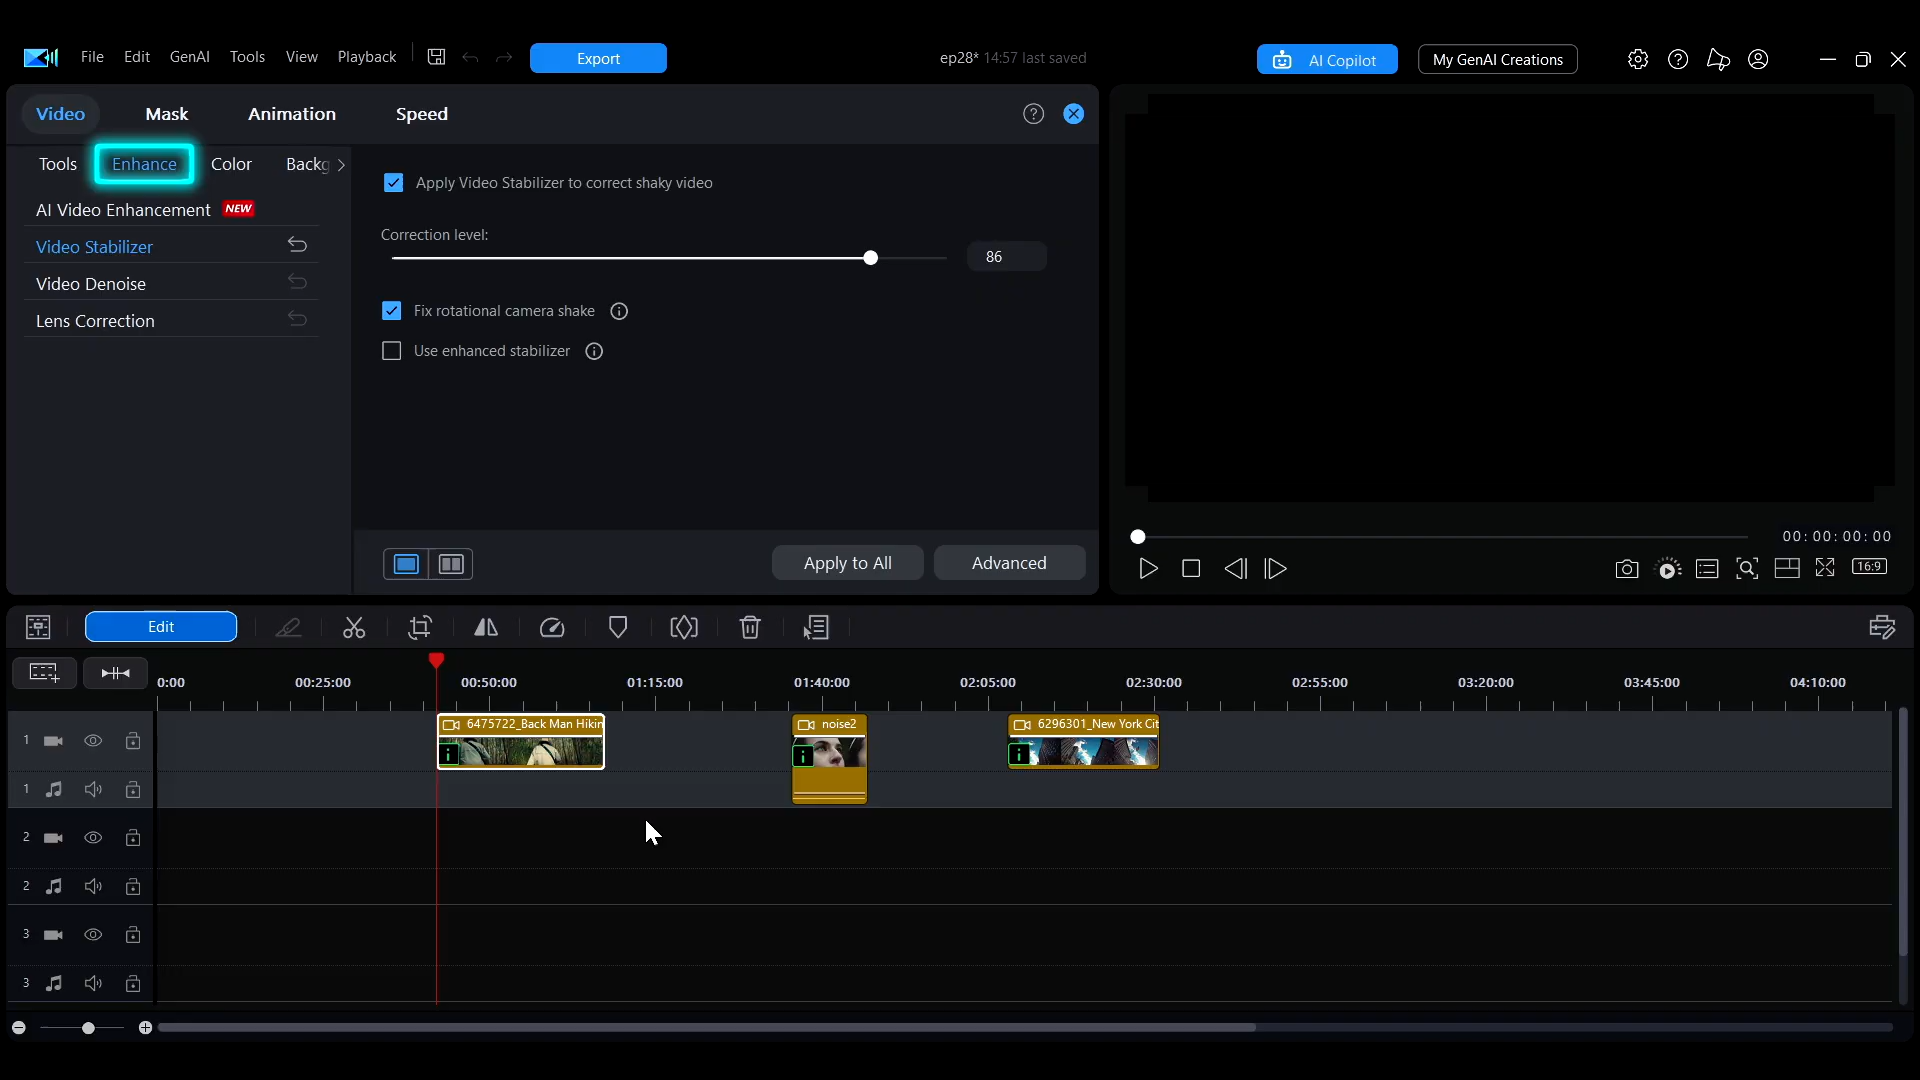 File Edit GenAI Tools View Playback Export ep28* 14:57 last saved AI Copilot My GenAI Creations
Video Mask Animation Speed
Tools Enhance Color Backg
Apply Video Stabilizer to correct shaky video
AI Video Enhancement NEW
Correction level:
Video Stabilizer
86
Video Denoise
Fix rotational camera shake
Lens Correction
Use enhanced stabilizer
00:00:00:00
Apply to All Advanced
16:9
Edit
0:00 00:25:00 00:50:00 01:15:00 01:40:00 02:05:00 02:30:00 02:55:00 03:20:00 03:45:00 04:10:00
6475722_Back Man Hikin noise2 6296301_New York Cit
1
1
2
2
3
3